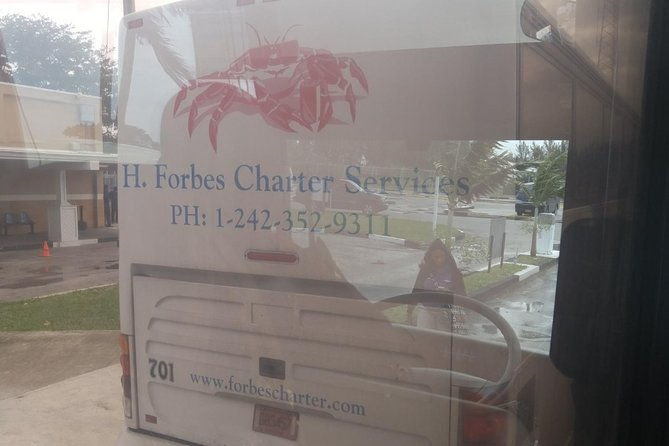 H. Forbes Charter Services
PH: 1-242-352-9311
701
www.forbescharter.com